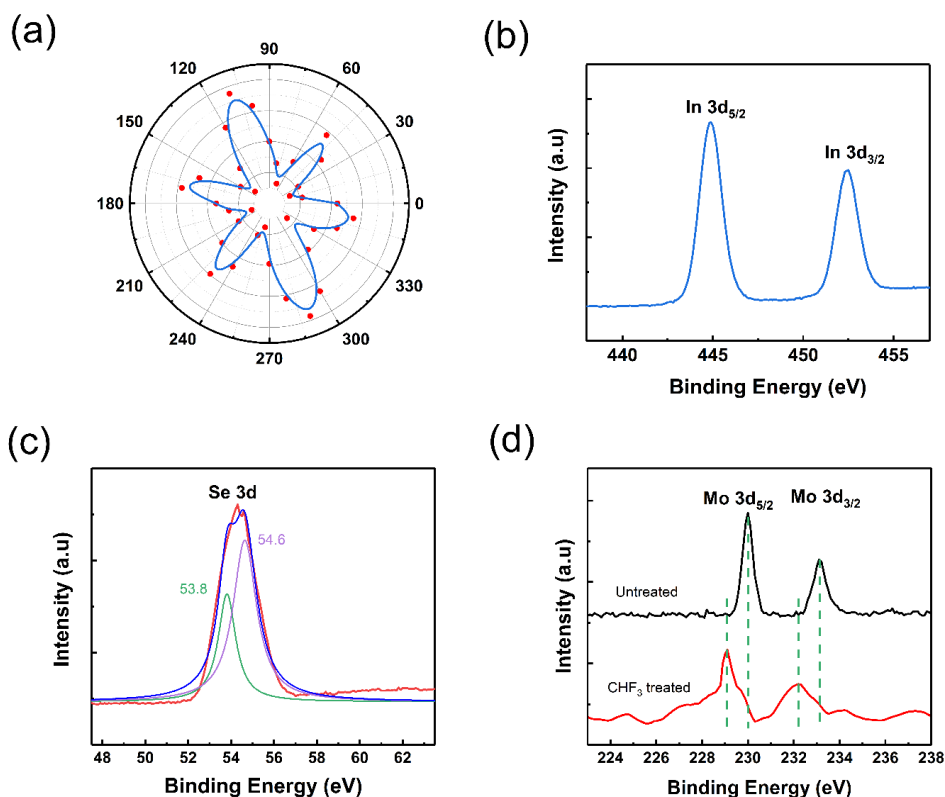 (a)
90
120
60
150
30
180
0
210
330
240
300
270
(b)
In 3d5/2
In 3d3/2
Intensity (a.u)
440
445
450
455
Binding Energy (eV)
(c)
Se 3d
54.6
53.8
Intensity (a.u)
48
50
52
54
56
58
60
62
Binding Energy (eV)
(d)
Mo 3d5/2
Mo 3d3/2
Untreated
CHF3 treated
Intensity (a.u)
224
226
228
230
232
234
236
238
Binding Energy (eV)